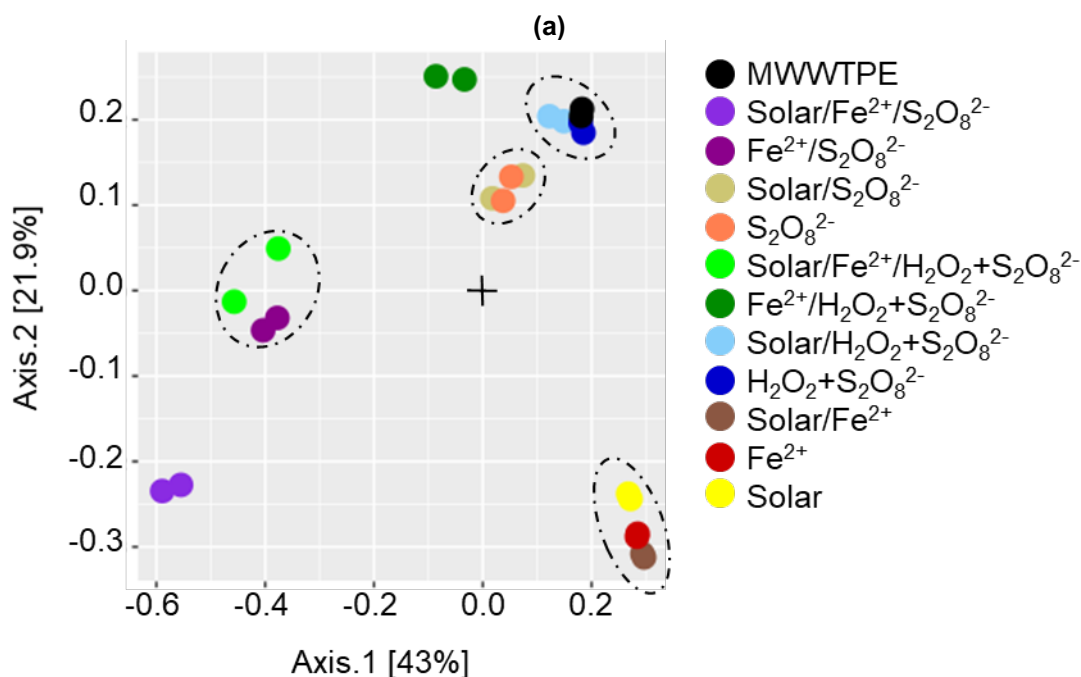 (a)
Axis.2 [21.9%]
0.2
0.1
0.0
-0.1
-0.2
-0.3
-0.6
-0.4
-0.2
0.0
0.2
Axis.1 [43%]
MWWTPE
Solar/Fe²⁺/S₂O₈²⁻
Fe²⁺/S₂O₈²⁻
Solar/S₂O₈²⁻
S₂O₈²⁻
Solar/Fe²⁺/H₂O₂+S₂O₈²⁻
Fe²⁺/H₂O₂+S₂O₈²⁻
Solar/H₂O₂+S₂O₈²⁻
H₂O₂+S₂O₈²⁻
Solar/Fe²⁺
Fe²⁺
Solar